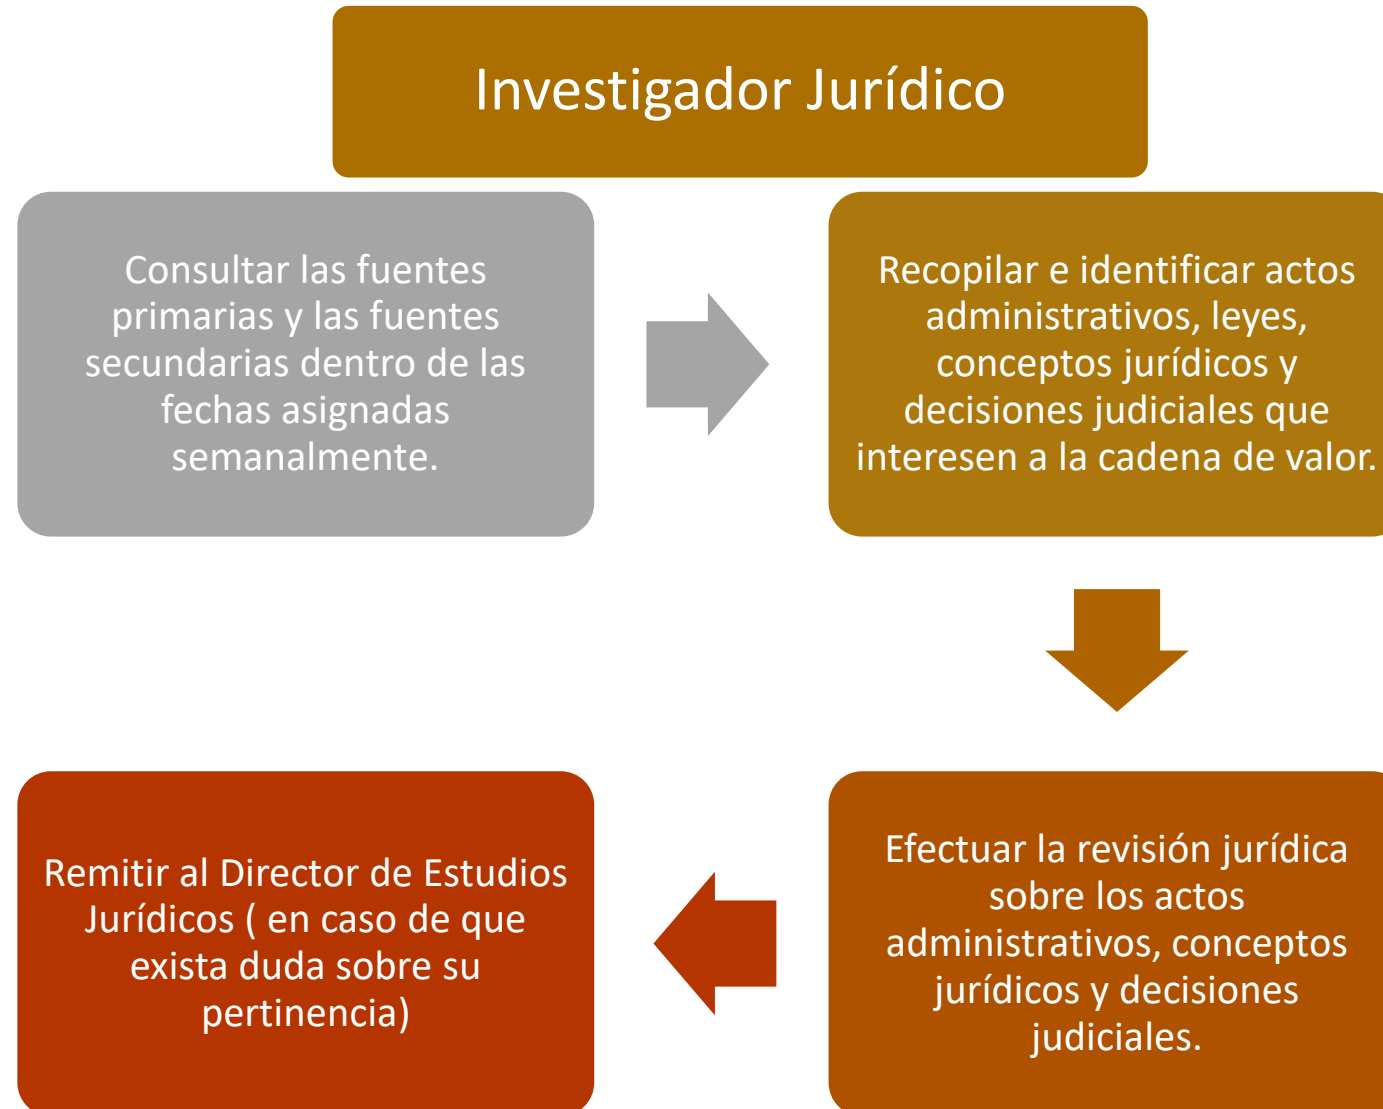 Investigador Jurídico
Consultar las fuentes
primarias y las fuentes
secundarias dentro de las
fechas asignadas
semanalmente.
Recopilar e identificar actos
administrativos, leyes,
conceptos jurídicos y
decisiones judiciales que
interesen a la cadena de valor.
Efectuar la revisión jurídica
sobre los actos
administrativos, conceptos
jurídicos y decisiones
judiciales.
Remitir al Director de Estudios
Jurídicos ( en caso de que
exista duda sobre su
pertinencia)